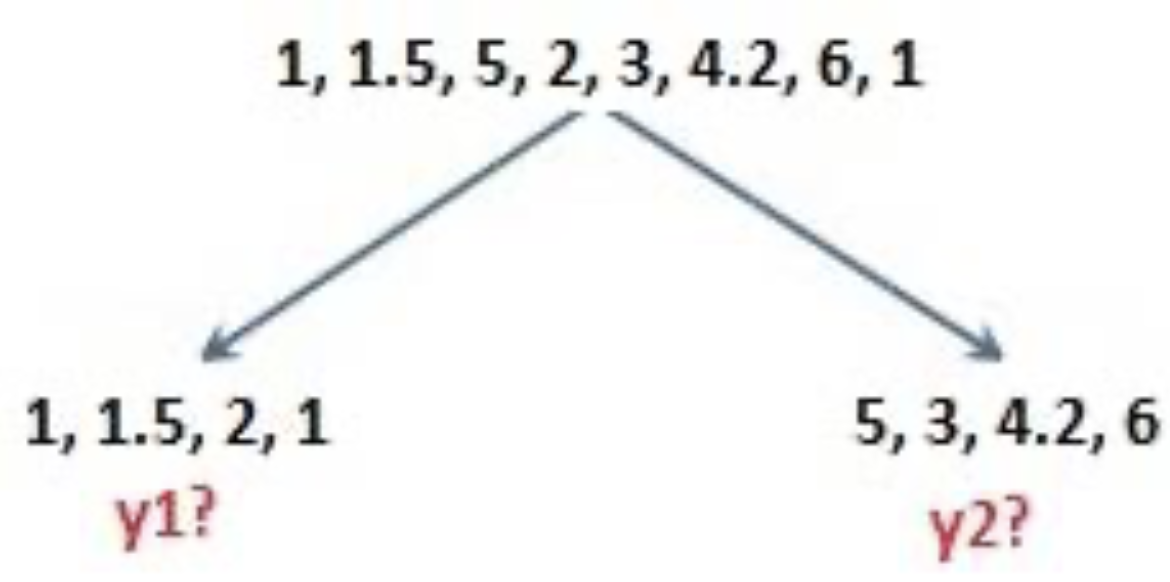 1, 1.5, 5, 2, 3, 4.2, 6, 1
1, 1.5, 2, 1
5, 3, 4.2, 6
y1?
y2?